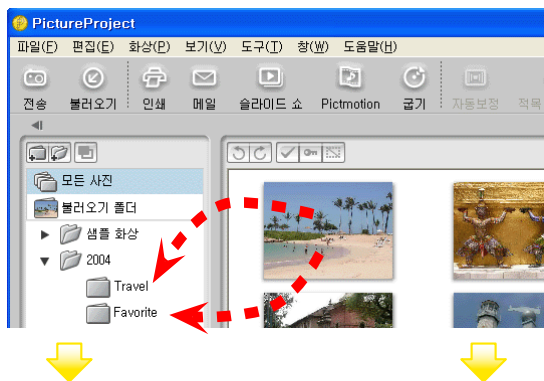 PictureProject
파일(F) 편집(E) 화상(P) 보기(V) 도구(T) 창(W) 도움말(H)
전송 불러오기 인쇄 메일 슬라이드 쇼 Pictmotion 굽기 자동보정 적목
모든 사진
불러오기 폴더
샘플 화상
2004
Travel
Favorite